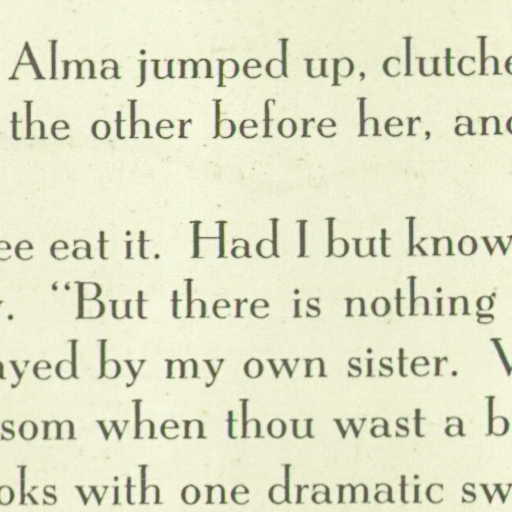 Alma jumped up, clutche
the other before her, and
ee eat it. Had I but know
. "But there is nothing
ayed by my own sister.
som when thou wast a b
oks with one dramatic sw